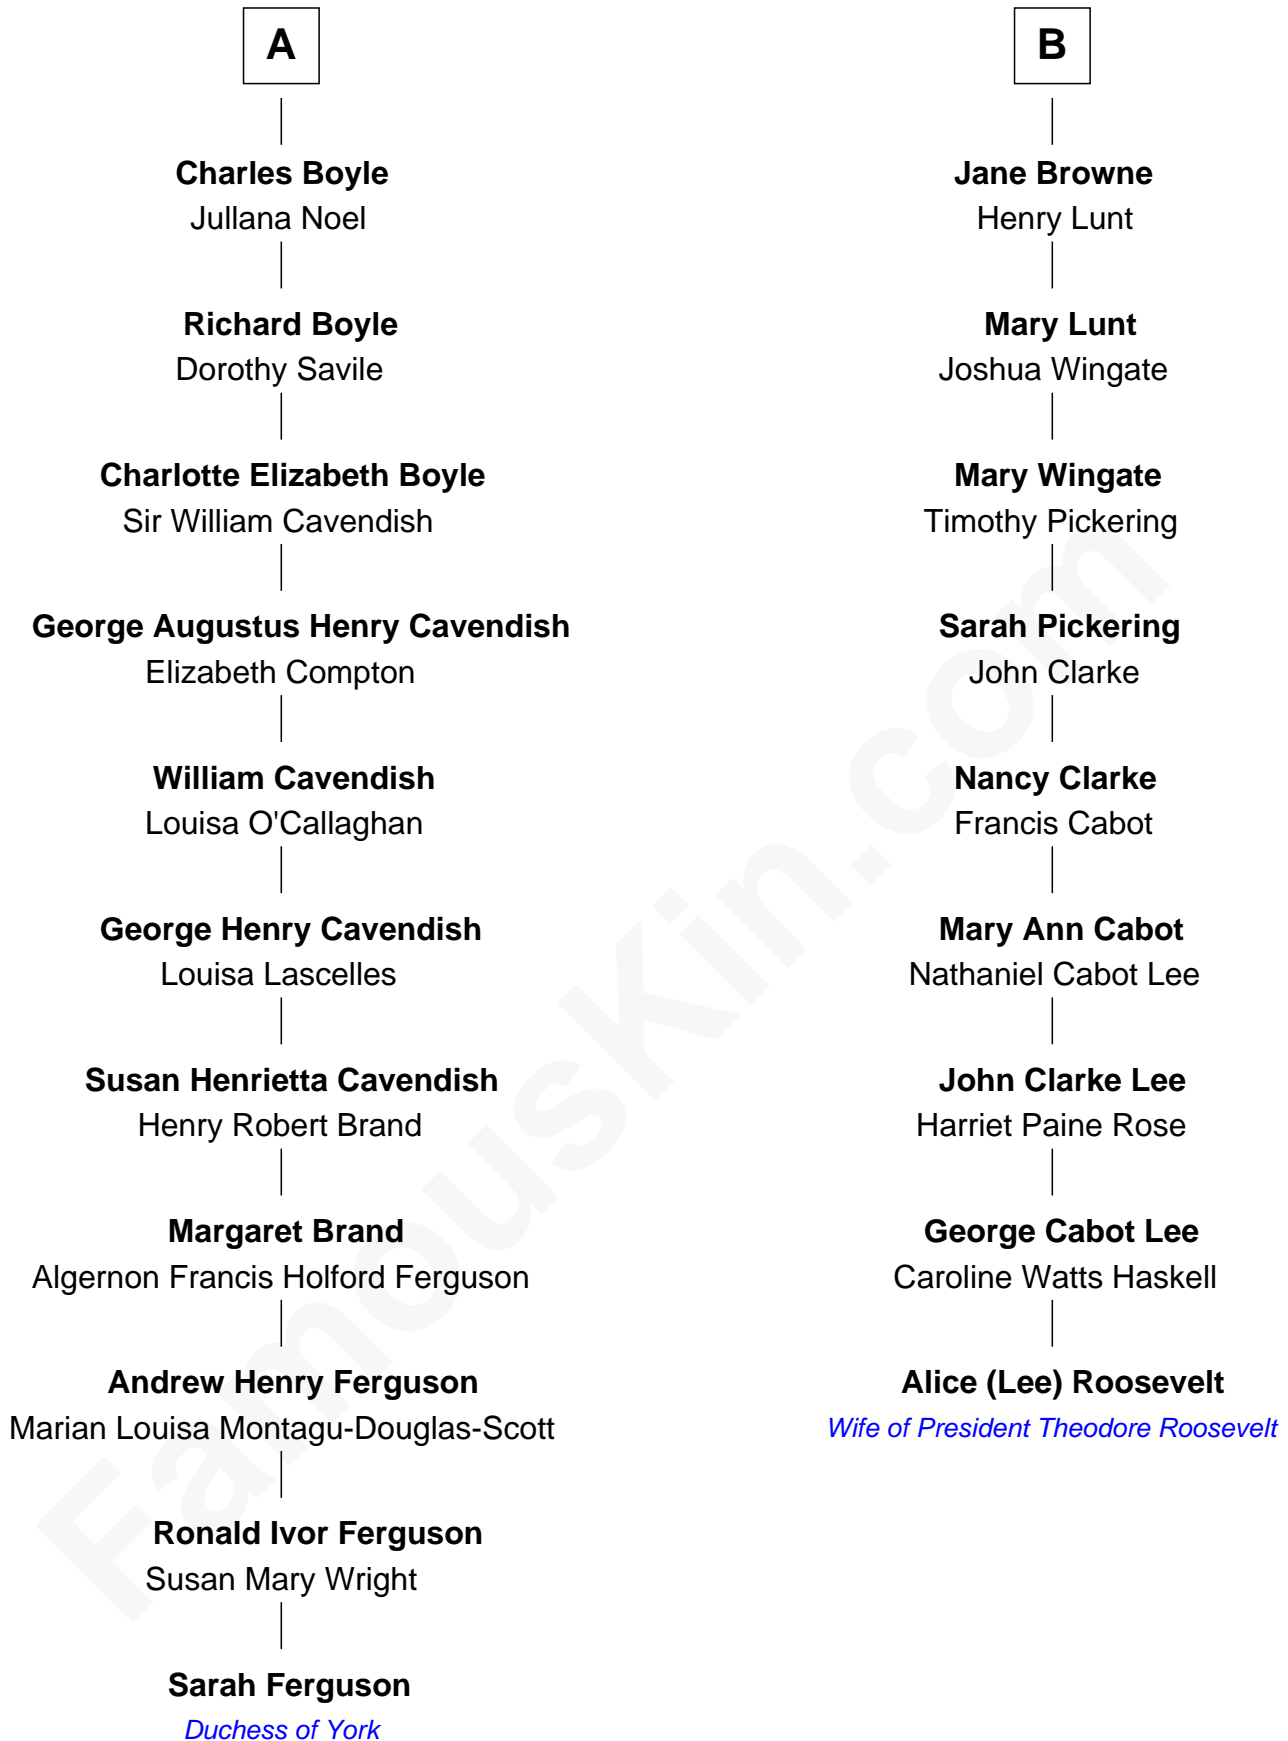 A
Charles Boyle
Jullana Noel
Richard Boyle
Dorothy Savile
Charlotte Elizabeth Boyle
Sir William Cavendish
George Augustus Henry Cavendish
Elizabeth Compton
William Cavendish
Louisa O'Callaghan
George Henry Cavendish
Louisa Lascelles
Susan Henrietta Cavendish
Henry Robert Brand
Margaret Brand
Algernon Francis Holford Ferguson
Andrew Henry Ferguson
Marian Louisa Montagu-Douglas-Scott
Ronald Ivor Ferguson
Susan Mary Wright
Sarah Ferguson
Duchess of York
B
Jane Browne
Henry Lunt
Mary Lunt
Joshua Wingate
Mary Wingate
Timothy Pickering
Sarah Pickering
John Clarke
Nancy Clarke
Francis Cabot
Mary Ann Cabot
Nathaniel Cabot Lee
John Clarke Lee
Harriet Paine Rose
George Cabot Lee
Caroline Watts Haskell
Alice (Lee) Roosevelt
Wife of President Theodore Roosevelt
FamousKin.com